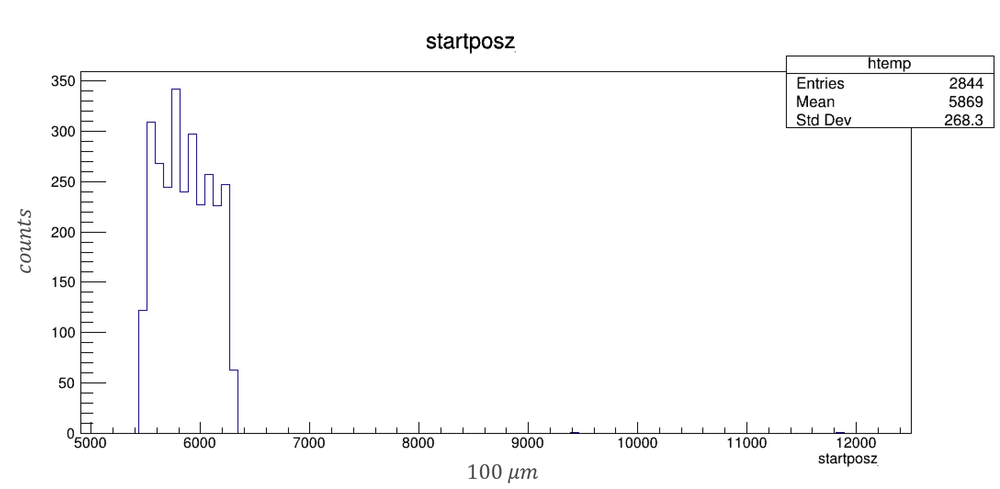 startposz
htemp
Entries 2844
Mean 5869
Std Dev 268.3
350
300
250
200
150
100
50
0
counts
5000 6000 7000 8000 9000 10000 11000 12000
startposz
100 μm